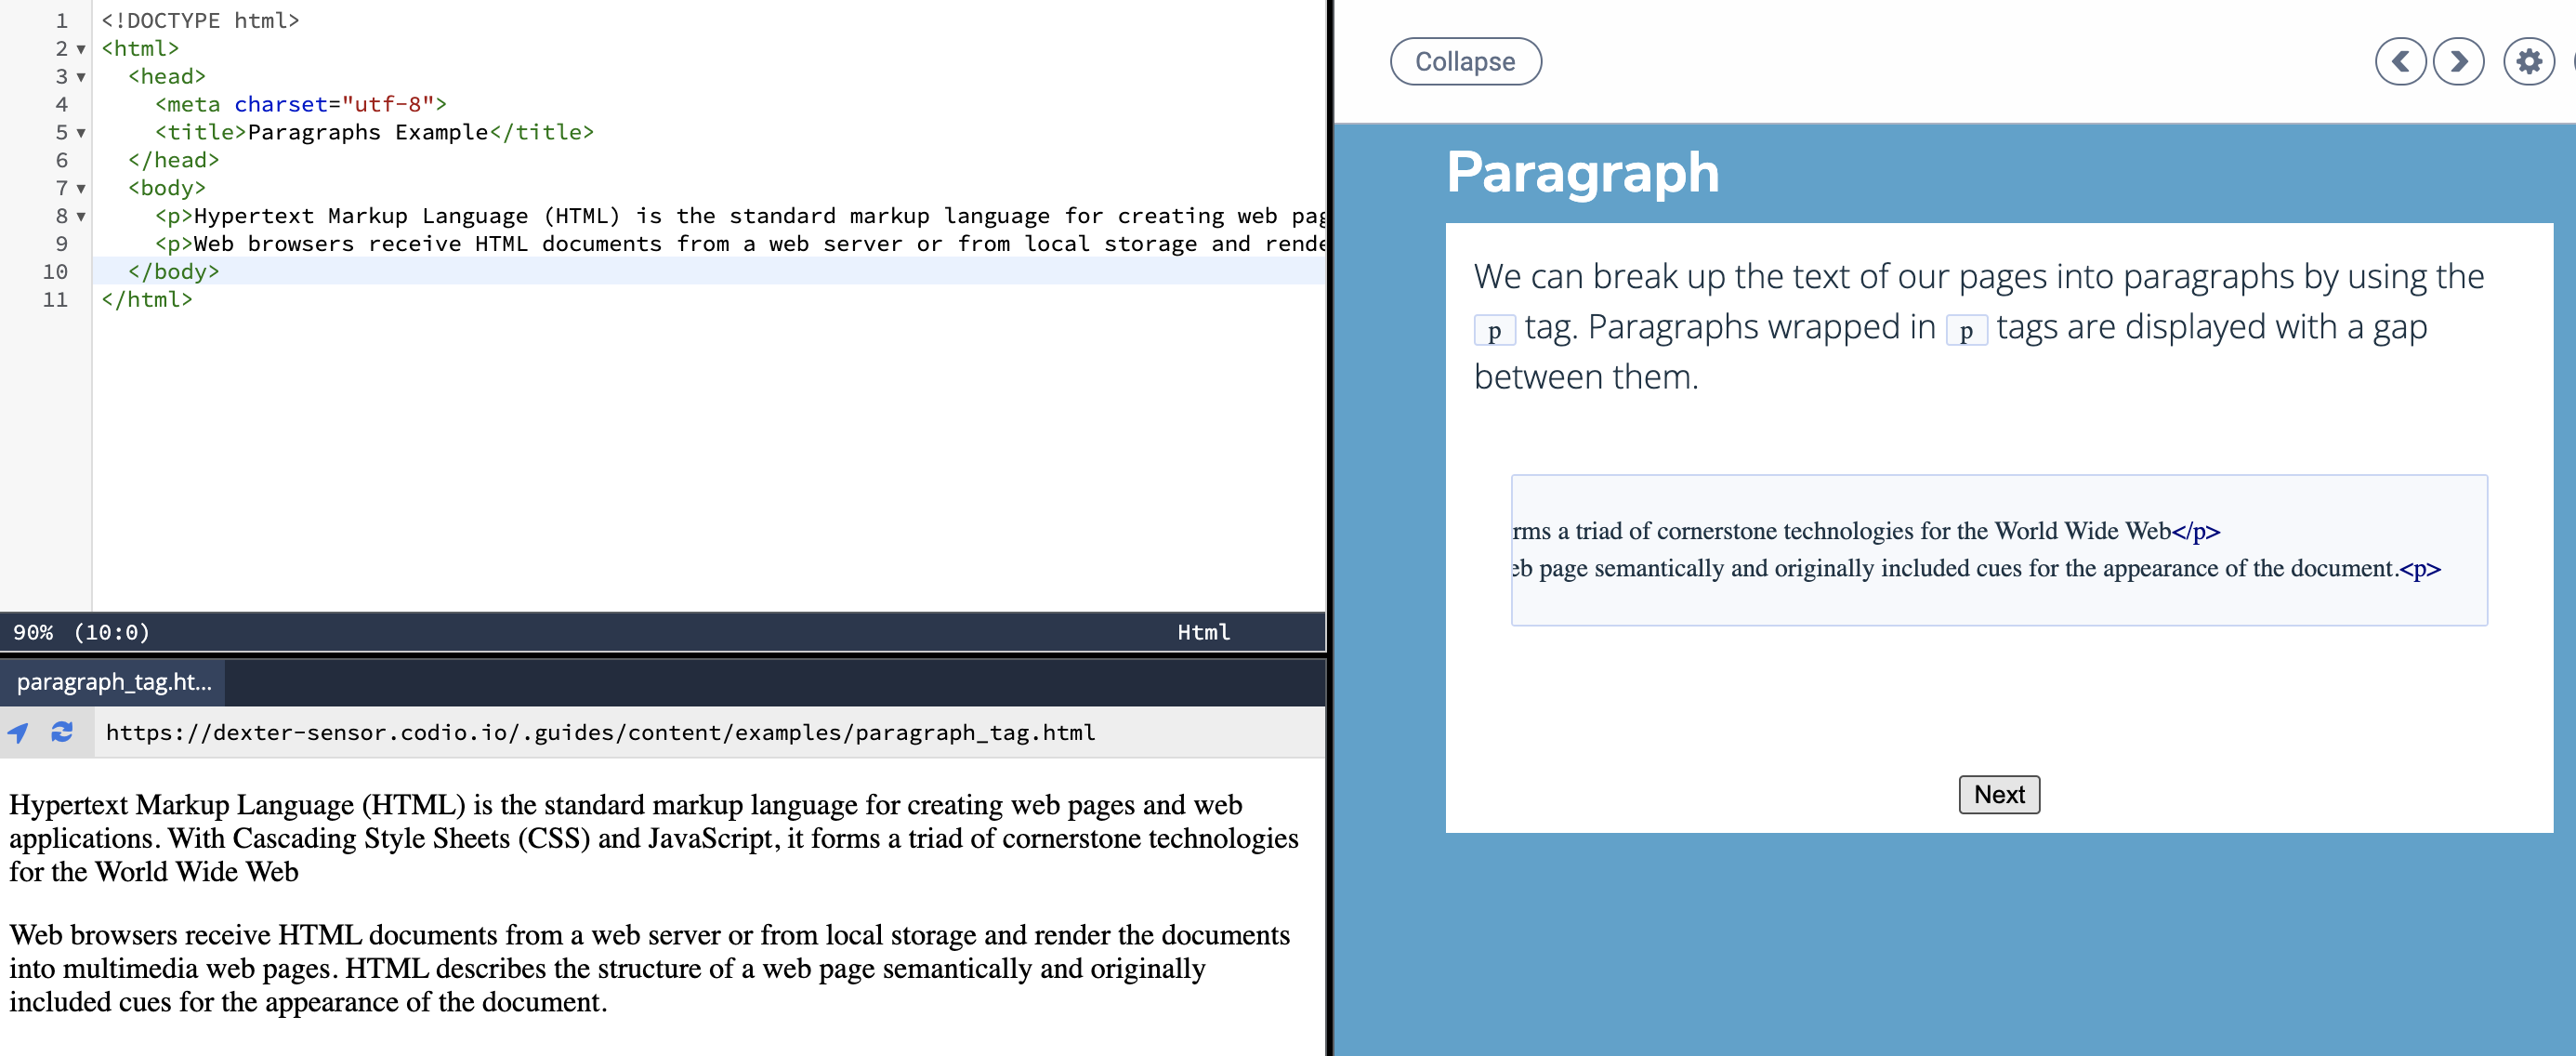 1 <!DOCTYPE html>
2 <html>
3 <head>
4 <meta charset="utf-8">
5 <title>Paragraphs Example</title>
6 </head>
7 <body>
8 <p>Hypertext Markup Language (HTML) is the standard markup language for creating web pag
9 <p>Web browsers receive HTML documents from a web server or from local storage and rende
10 </body>
11 </html>
90% (10:0) Html
paragraph_tag.ht...
https://dexter-sensor.codio.io/.guides/content/examples/paragraph_tag.html
Hypertext Markup Language (HTML) is the standard markup language for creating web pages and web
applications. With Cascading Style Sheets (CSS) and JavaScript, it forms a triad of cornerstone technologies
for the World Wide Web
Web browsers receive HTML documents from a web server or from local storage and render the documents
into multimedia web pages. HTML describes the structure of a web page semantically and originally
included cues for the appearance of the document.
Collapse
Paragraph
We can break up the text of our pages into paragraphs by using the
p tag. Paragraphs wrapped in p tags are displayed with a gap
between them.
rms a triad of cornerstone technologies for the World Wide Web</p>
eb page semantically and originally included cues for the appearance of the document.<p>
Next